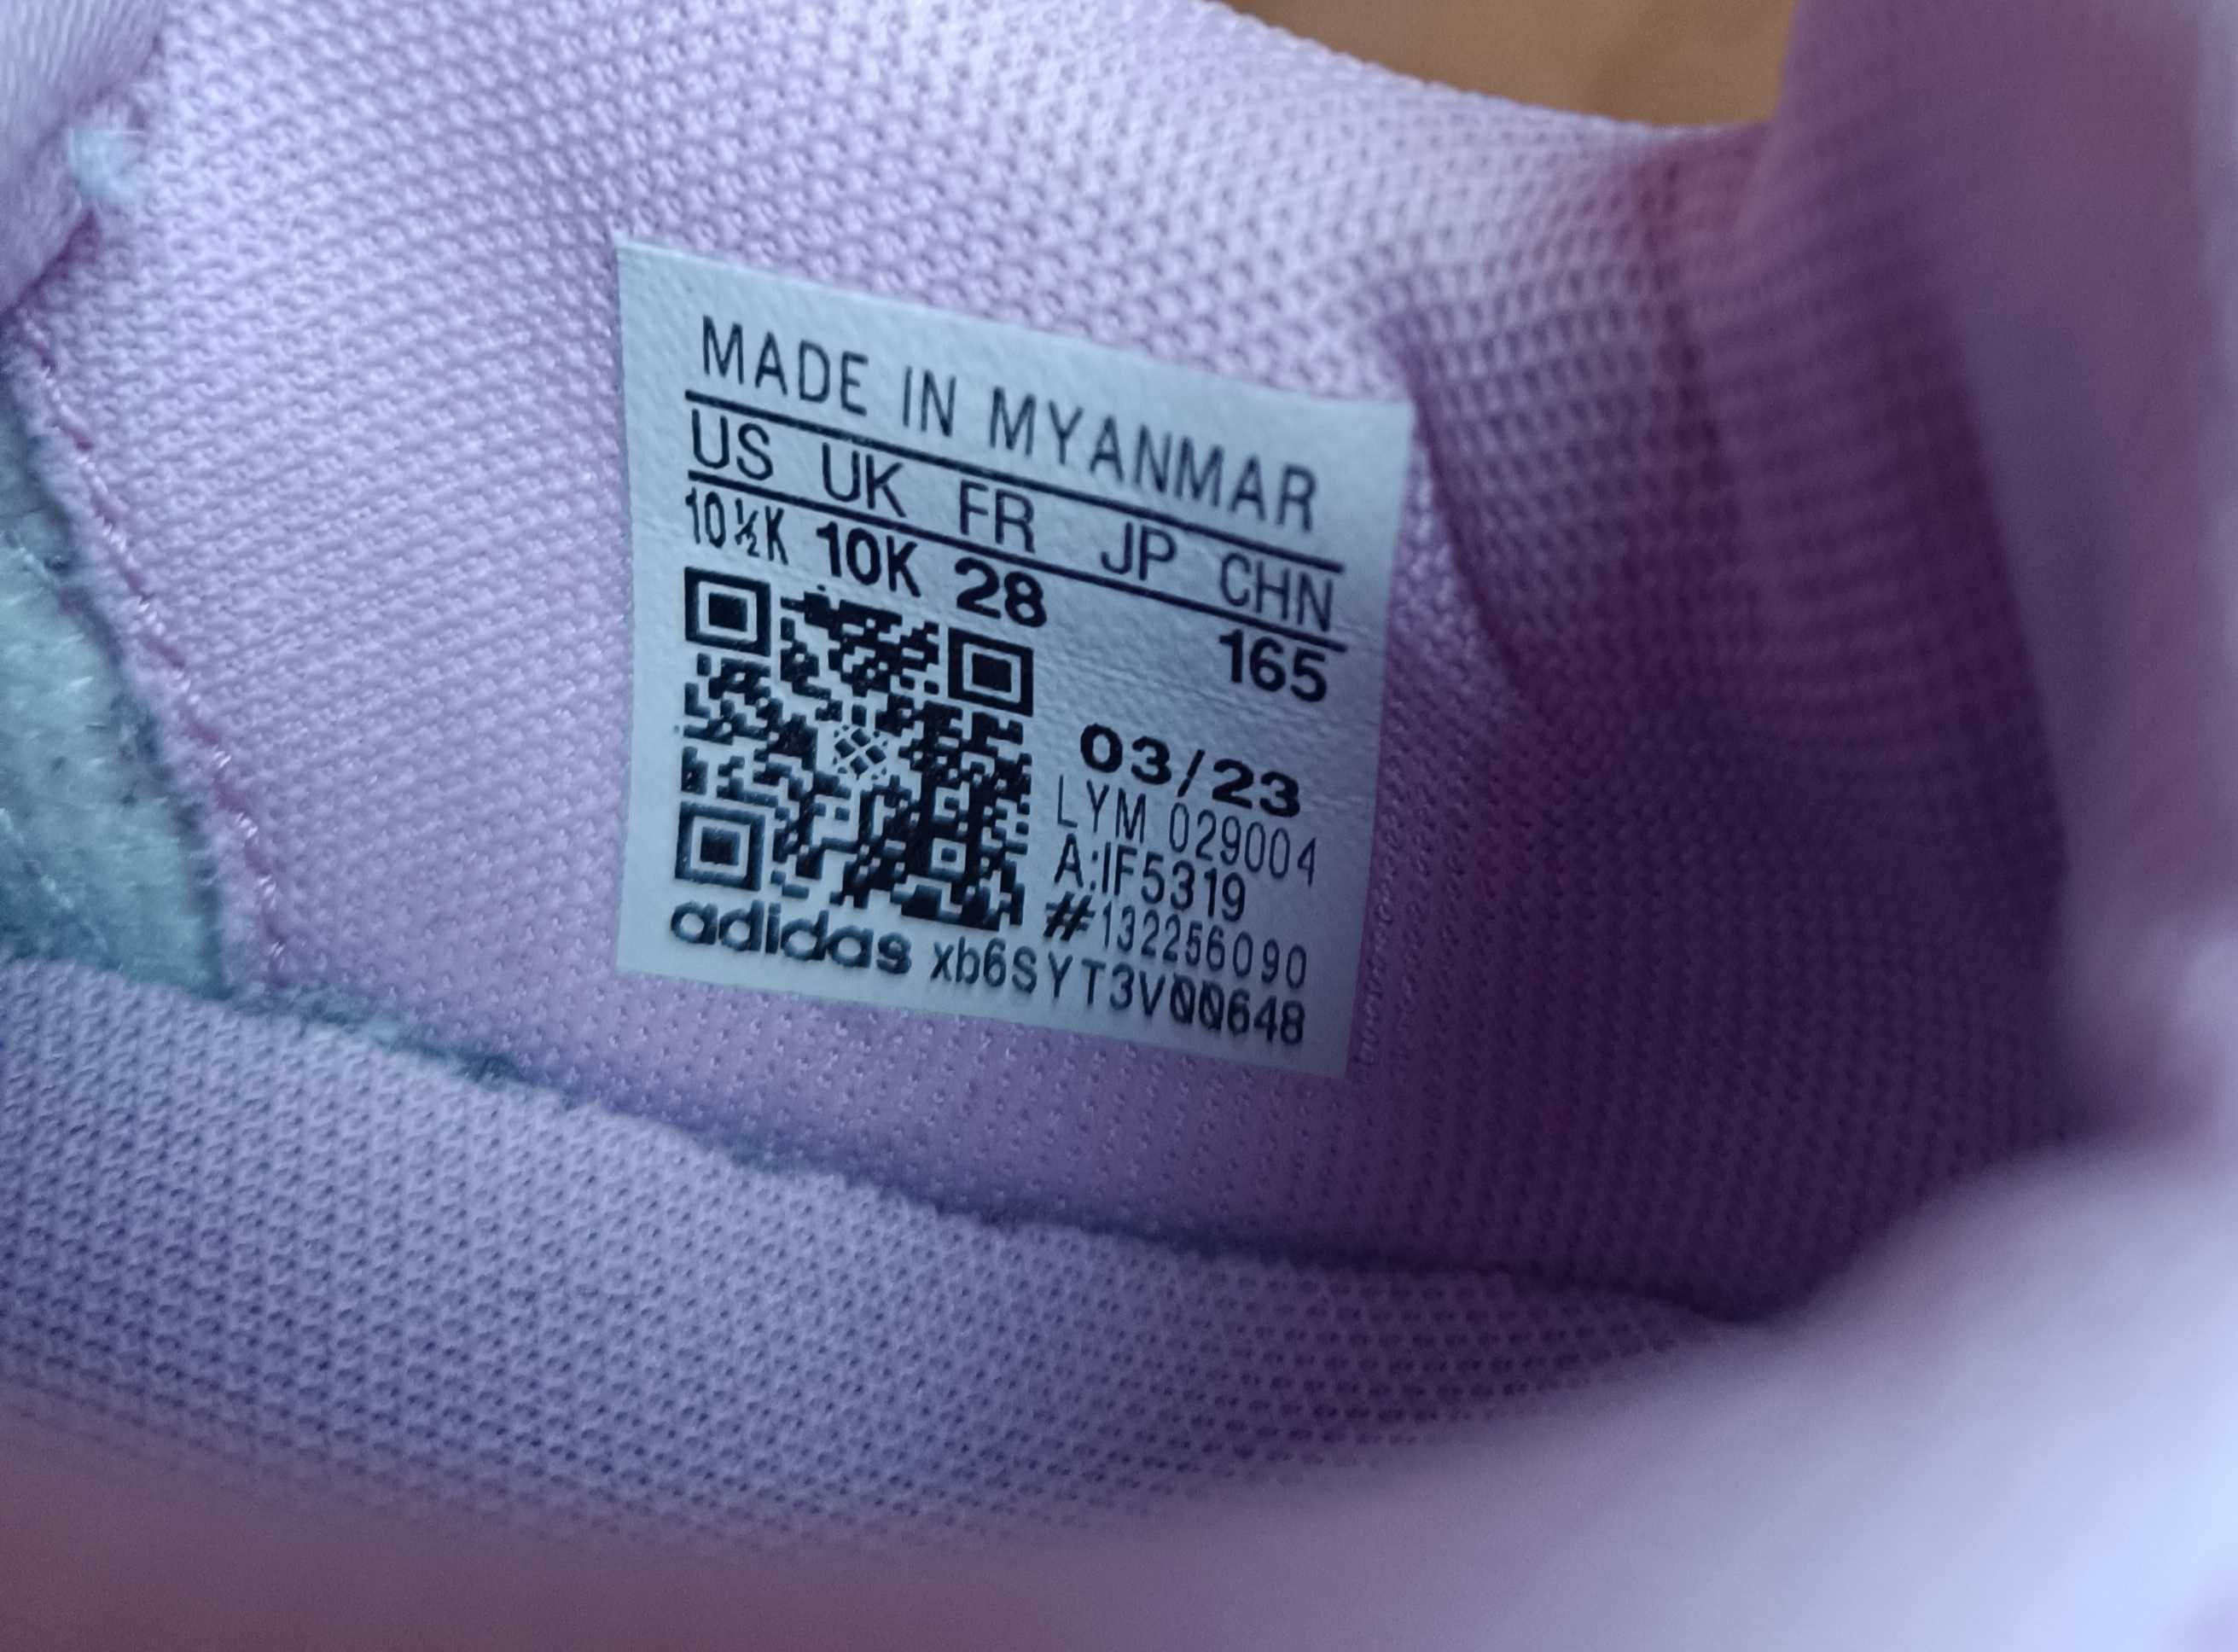 MADE IN MYANMAR
US UK FR JP CHN
10½K 10K 28 165
03/23
LYM 029004
A:IF5319
#132256090
adidas xb6SYT3V00648